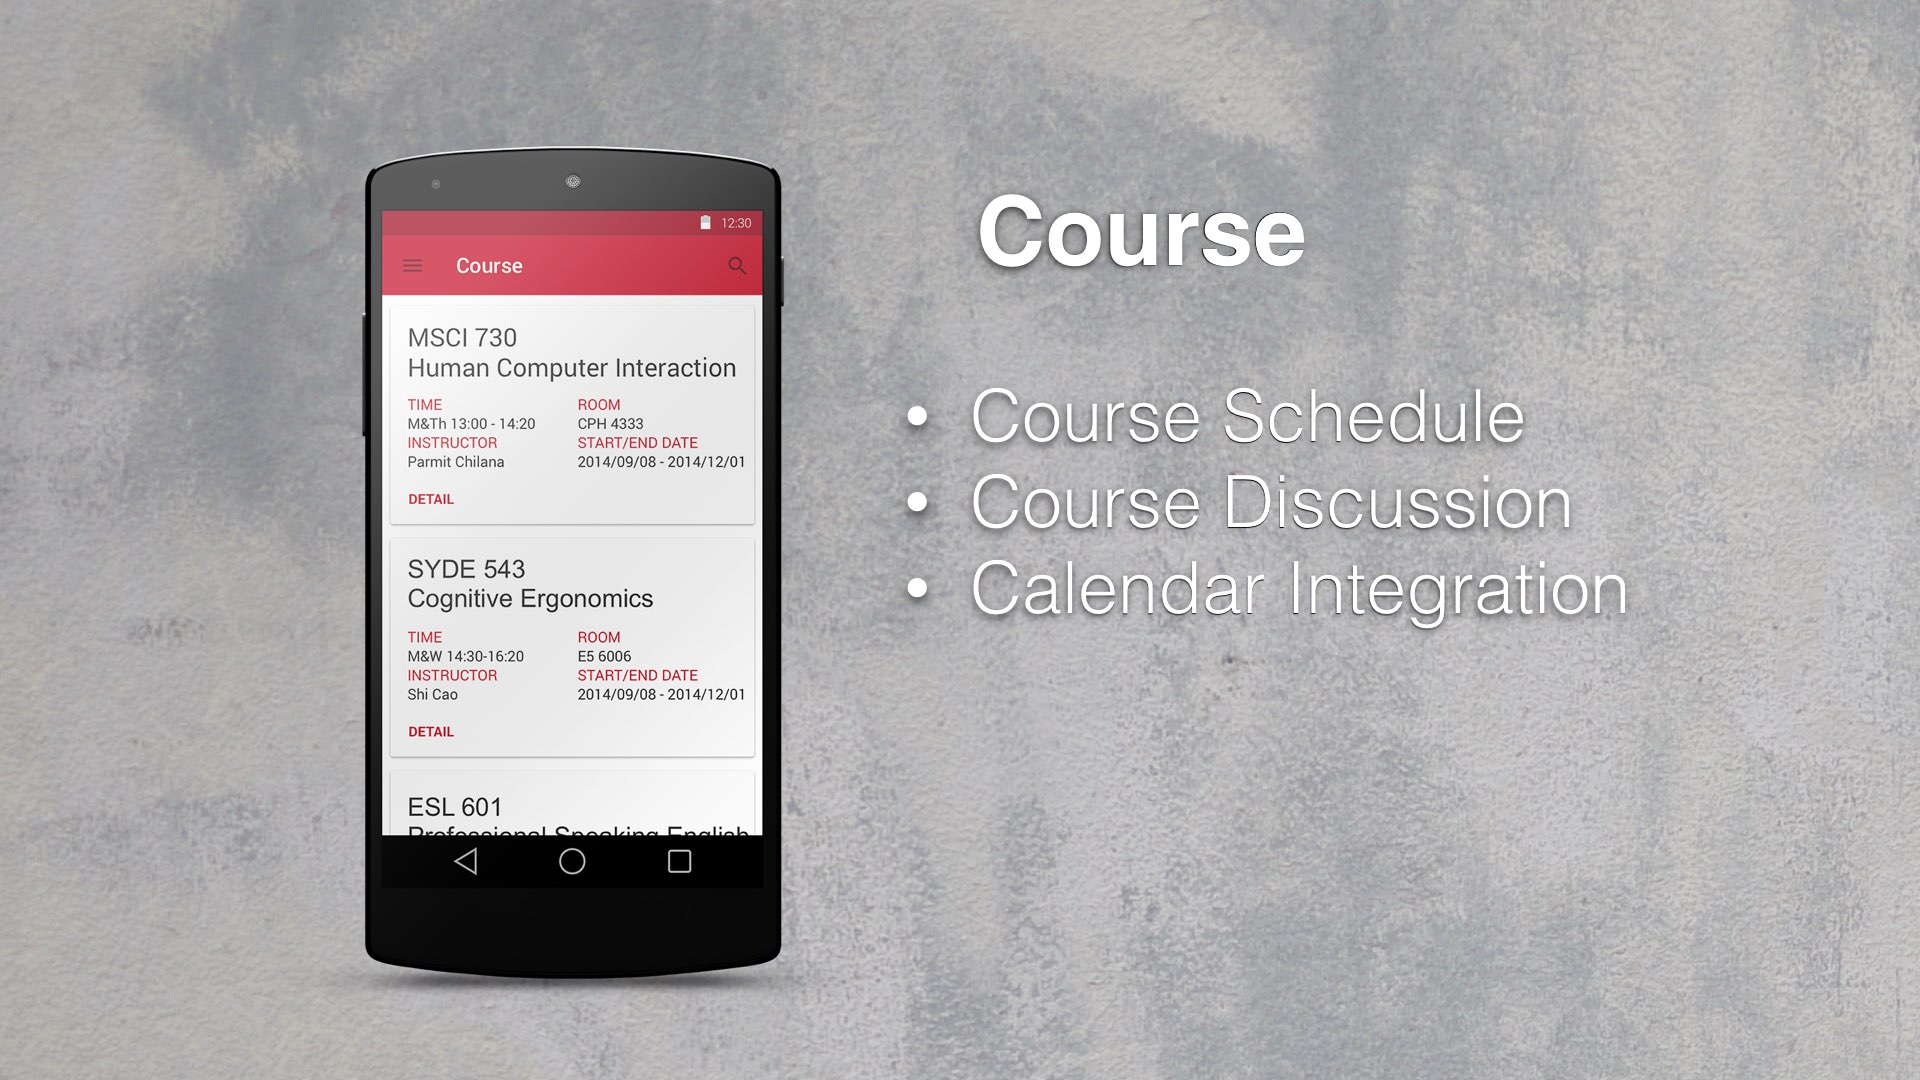 12:30
Course
MSCI 730
Human Computer Interaction
TIME
ROOM
M&Th 13:00 - 14:20
CPH 4333
INSTRUCTOR
START/END DATE
Parmit Chilana
2014/09/08 - 2014/12/01
DETAIL
SYDE 543
Cognitive Ergonomics
TIME
ROOM
M&W 14:30-16:20
E5 6006
INSTRUCTOR
START/END DATE
Shi Cao
2014/09/08 - 2014/12/01
DETAIL
ESL 601
Professional Speaking English
Course
• Course Schedule
• Course Discussion
• Calendar Integration